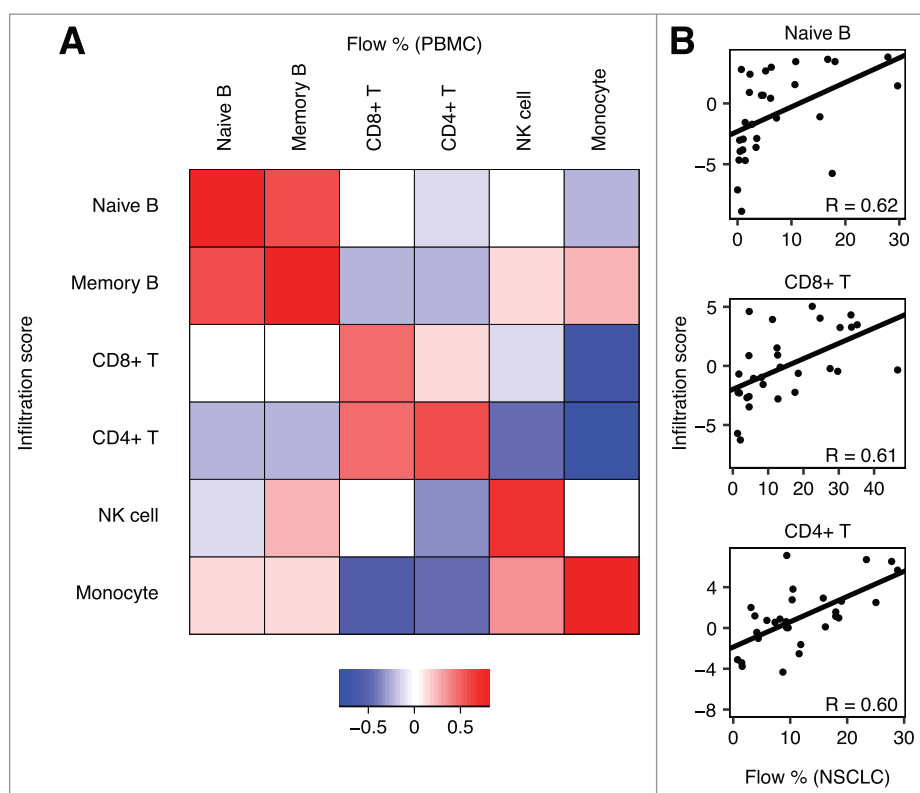 A
Flow % (PBMC)
Naive B
Memory B
CD8+ T
CD4+ T
NK cell
Monocyte
Infiltration score
Naive B
Memory B
CD8+ T
CD4+ T
NK cell
Monocyte
−0.5 0 0.5
B
Naive B
0
−5
R = 0.62
0 10 20 30
CD8+ T
5
0
−5
R = 0.61
0 10 20 30 40
Infiltration score
CD4+ T
4
0
−4
−8
R = 0.60
0 10 20 30
Flow % (NSCLC)